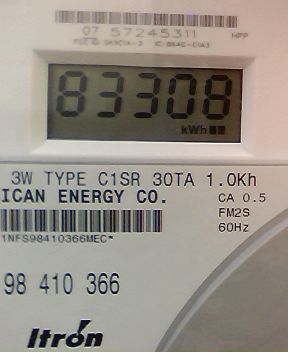 07 57245311 HPP
83308
kWh
3W TYPE C1SR 30TA 1.0Kh
ICAN ENERGY CO. CA 0.5
FM2S
60Hz
1NFS98410366MEC*
98 410 366
Itron